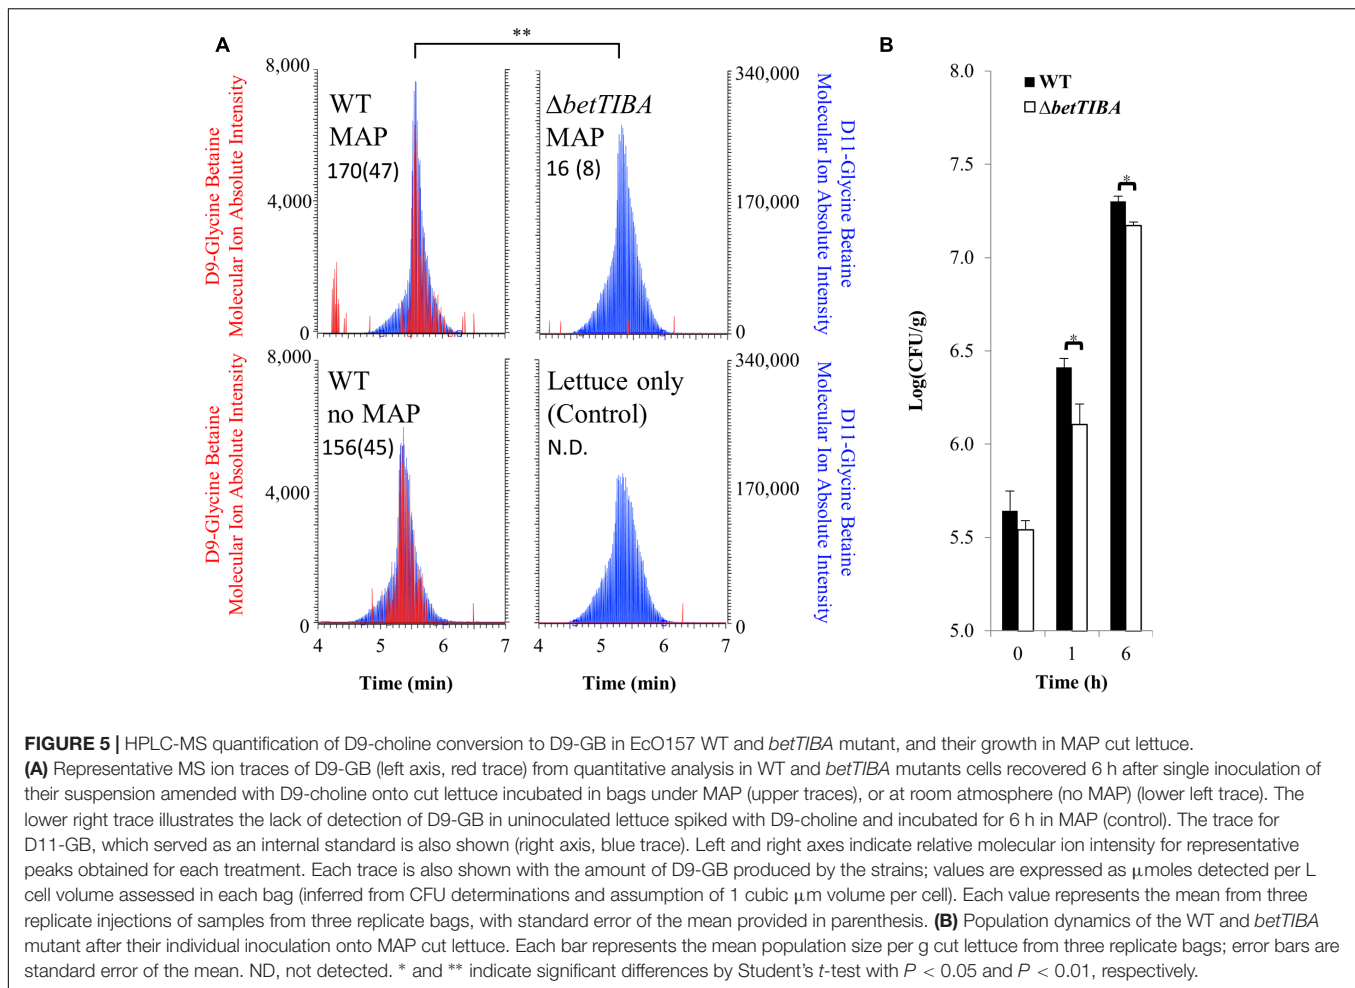 A
**
8,000
4,000
0
D9-Glycine Betaine
Molecular Ion Absolute Intensity
WT
MAP
170(47)
ΔbetTIBA
MAP
16 (8)
340,000
170,000
0
D11-Glycine Betaine
Molecular Ion Absolute Intensity
8,000
4,000
0
D9-Glycine Betaine
Molecular Ion Absolute Intensity
WT
no MAP
156(45)
Lettuce only
(Control)
N.D.
340,000
170,000
0
D11-Glycine Betaine
Molecular Ion Absolute Intensity
4 5 6 7
Time (min)
4 5 6 7
Time (min)
B
8.0
7.5
7.0
6.5
6.0
5.5
5.0
Log(CFU/g)
WT
ΔbetTIBA
*
*
0 1 6
Time (h)
FIGURE 5 | HPLC-MS quantification of D9-choline conversion to D9-GB in EcO157 WT and betTIBA mutant, and their growth in MAP cut lettuce.
(A) Representative MS ion traces of D9-GB (left axis, red trace) from quantitative analysis in WT and betTIBA mutants cells recovered 6 h after single inoculation of
their suspension amended with D9-choline onto cut lettuce incubated in bags under MAP (upper traces), or at room atmosphere (no MAP) (lower left trace). The
lower right trace illustrates the lack of detection of D9-GB in uninoculated lettuce spiked with D9-choline and incubated for 6 h in MAP (control). The trace for
D11-GB, which served as an internal standard is also shown (right axis, blue trace). Left and right axes indicate relative molecular ion intensity for representative
peaks obtained for each treatment. Each trace is also shown with the amount of D9-GB produced by the strains; values are expressed as μmoles detected per L
cell volume assessed in each bag (inferred from CFU determinations and assumption of 1 cubic μm volume per cell). Each value represents the mean from three
replicate injections of samples from three replicate bags, with standard error of the mean provided in parenthesis. (B) Population dynamics of the WT and betTIBA
mutant after their individual inoculation onto MAP cut lettuce. Each bar represents the mean population size per g cut lettuce from three replicate bags; error bars are
standard error of the mean. ND, not detected. * and ** indicate significant differences by Student's t-test with P < 0.05 and P < 0.01, respectively.